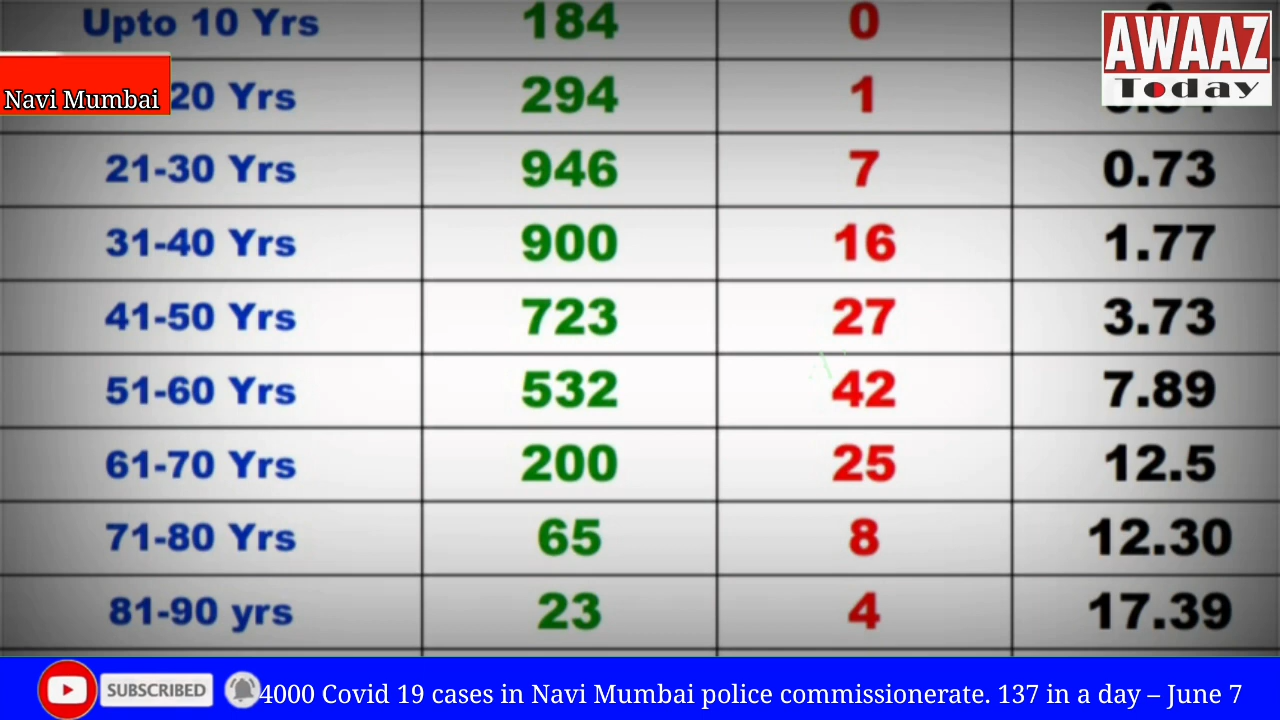 Upto 10 Yrs 184 0
AWAAZ
Today
Navi Mumbai
20 Yrs 294 1
21-30 Yrs 946 7 0.73
31-40 Yrs 900 16 1.77
41-50 Yrs 723 27 3.73
51-60 Yrs 532 42 7.89
61-70 Yrs 200 25 12.5
71-80 Yrs 65 8 12.30
81-90 yrs 23 4 17.39
SUBSCRIBED
4000 Covid 19 cases in Navi Mumbai police commissionerate. 137 in a day – June 7